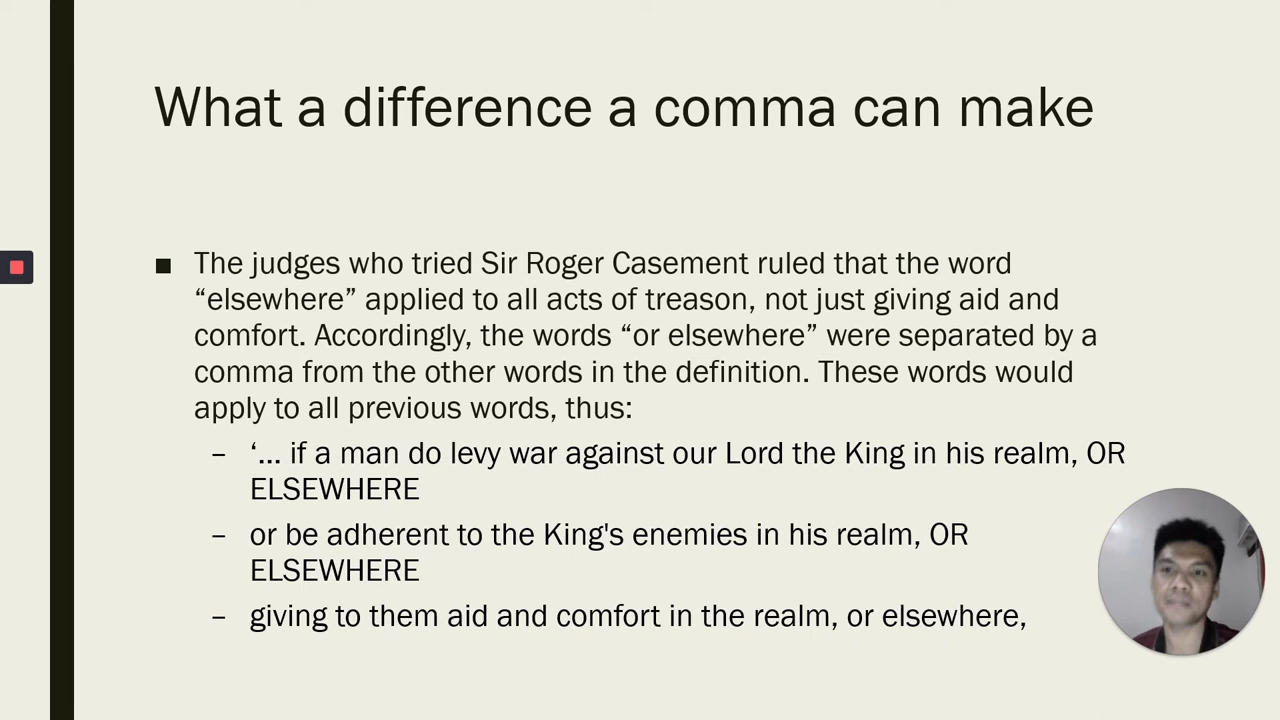 What a difference a comma can make
■ The judges who tried Sir Roger Casement ruled that the word
“elsewhere” applied to all acts of treason, not just giving aid and
comfort. Accordingly, the words “or elsewhere” were separated by a
comma from the other words in the definition. These words would
apply to all previous words, thus:
– ‘... if a man do levy war against our Lord the King in his realm, OR
ELSEWHERE
– or be adherent to the King's enemies in his realm, OR
ELSEWHERE
– giving to them aid and comfort in the realm, or elsewhere,